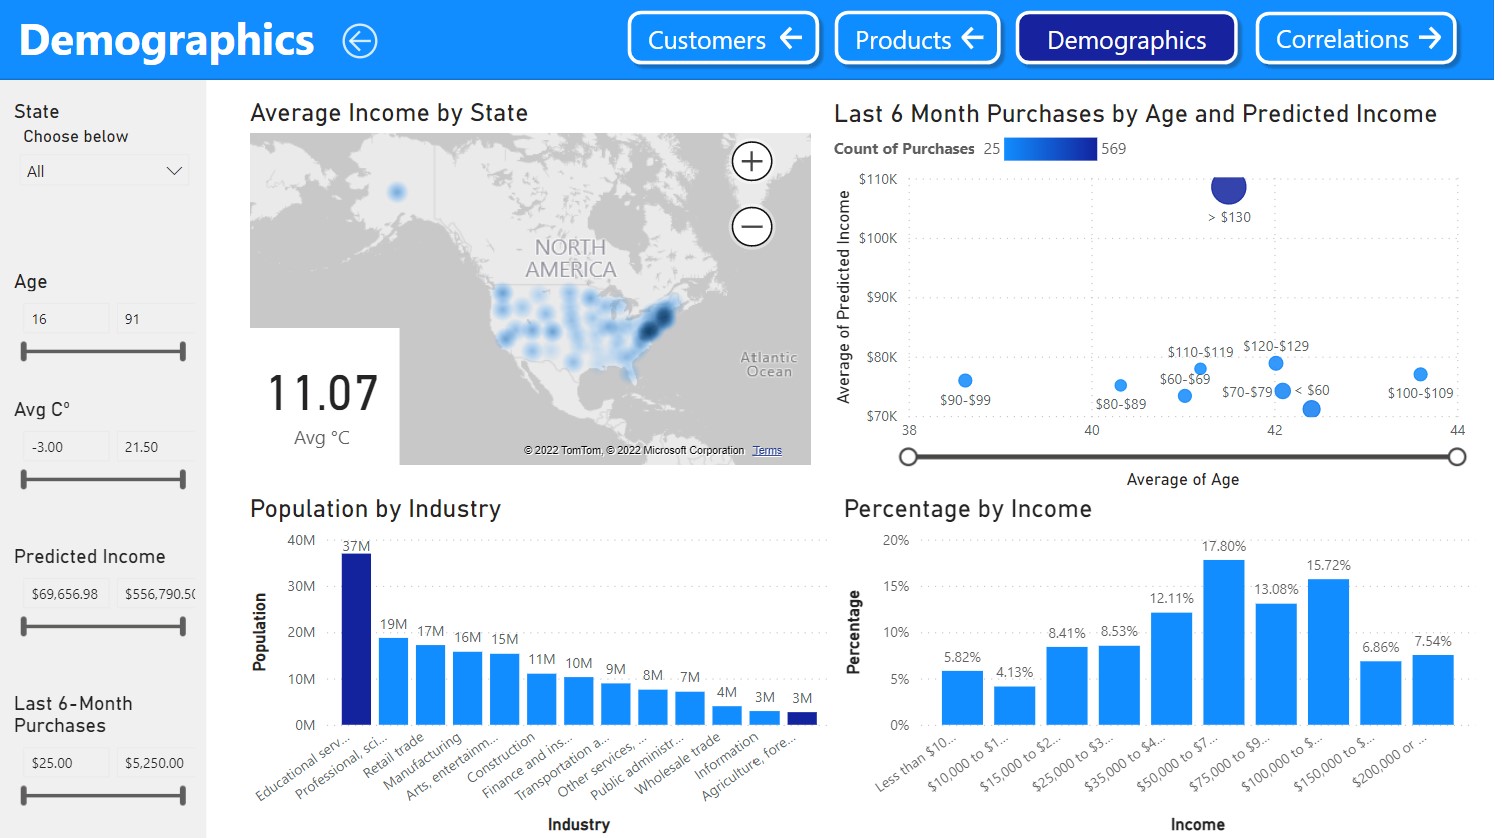 Demographics
Customers
Products
Demographics
Correlations
State
Choose below
All
Age
16 91
Avg C°
-3.00 21.50
Predicted Income
$69,656.98 $556,790.50
Last 6-Month
Purchases
$25.00 $5,250.00
Average Income by State
NORTH
AMERICA
Atlantic
Ocean
11.07
Avg °C
© 2022 TomTom, © 2022 Microsoft Corporation Terms
Last 6 Month Purchases by Age and Predicted Income
Count of Purchases 25 569
Average of Predicted Income
$110K
$100K
$90K
$80K
$70K
> $130
$110-$119 $120-$129
$60-$69
$90-$99
$80-$89
$70-$79
< $60
$100-$109
38 40 42 44
Average of Age
Population by Industry
Population
40M
30M
20M
10M
0M
37M
19M
17M
16M
15M
11M
10M
9M
8M
7M
4M
3M
3M
Educational serv...
Professional, sci...
Retail trade
Manufacturing
Arts, entertainm...
Construction
Finance and ins...
Transportation a...
Other services, ...
Public administr...
Wholesale trade
Information
Agriculture, fore...
Industry
Percentage by Income
Percentage
20%
15%
10%
5%
0%
5.82%
4.13%
8.41%
8.53%
12.11%
17.80%
13.08%
15.72%
6.86%
7.54%
Less than $10...
$10,000 to $1...
$15,000 to $2...
$25,000 to $3...
$35,000 to $4...
$50,000 to $7...
$75,000 to $9...
$100,000 to $...
$150,000 to $...
$200,000 or ...
Income